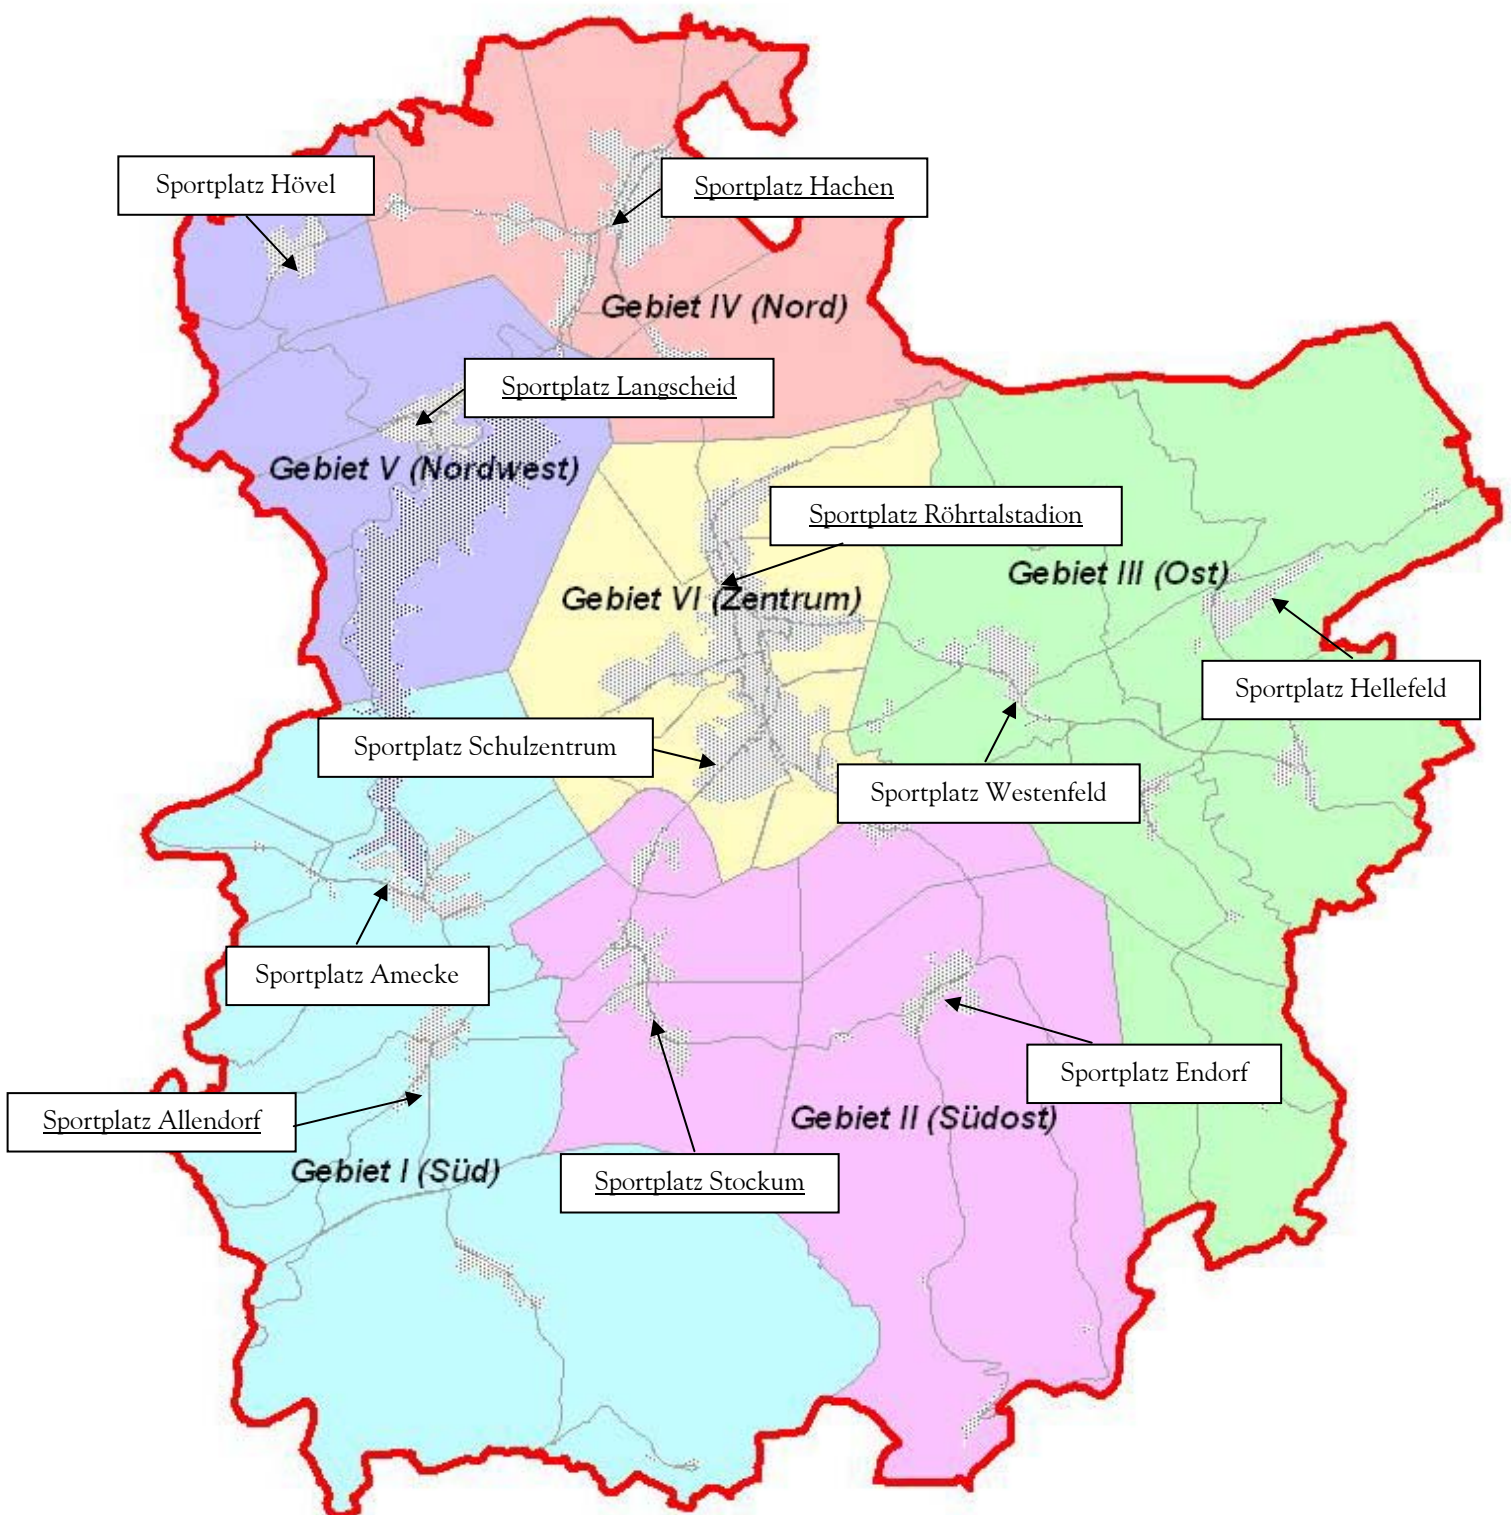 Sportplatz Hövel
Sportplatz Hachen
Gebiet IV (Nord)
Sportplatz Langscheid
Gebiet V (Nordwest)
Sportplatz Röhrtalstadion
Gebiet III (Ost)
Gebiet VI (Zentrum)
Sportplatz Hellefeld
Sportplatz Schulzentrum
Sportplatz Westenfeld
Sportplatz Amecke
Sportplatz Endorf
Sportplatz Allendorf
Gebiet II (Südost)
Gebiet I (Süd)
Sportplatz Stockum